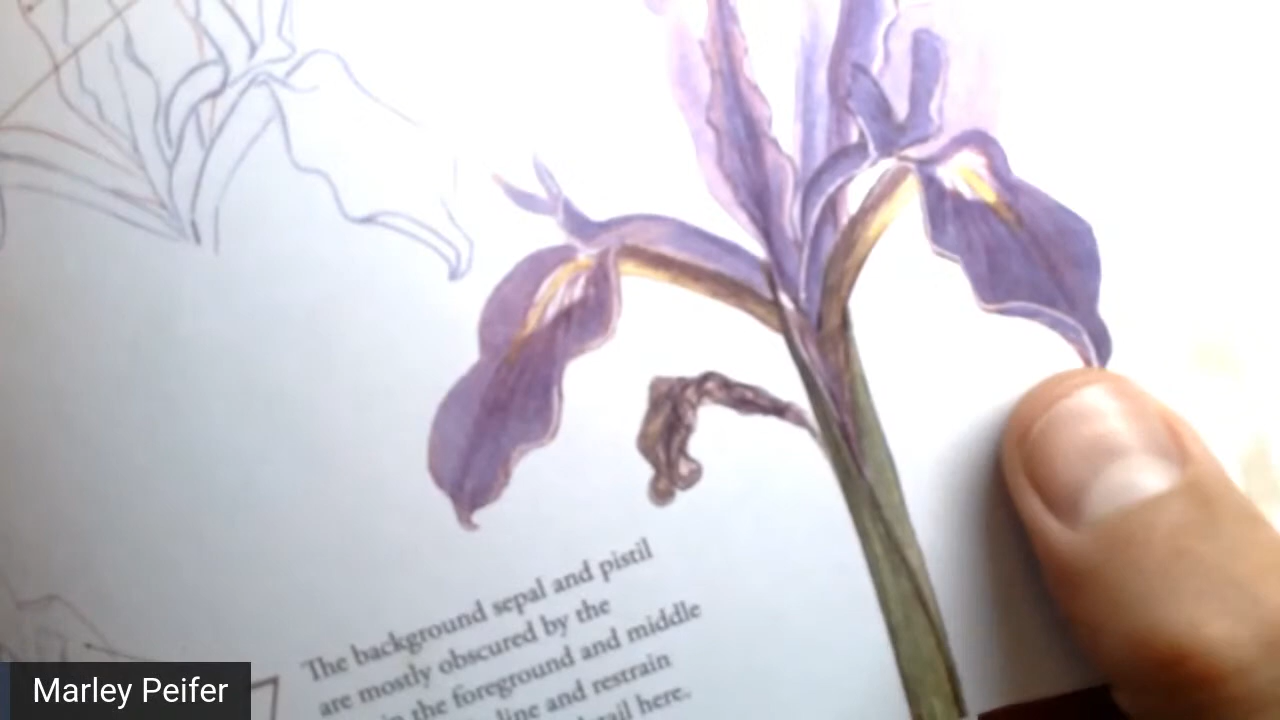 The background sepal and pistil
are mostly obscured by the
in the foreground and middle
line and restrain
here.
Marley Peifer